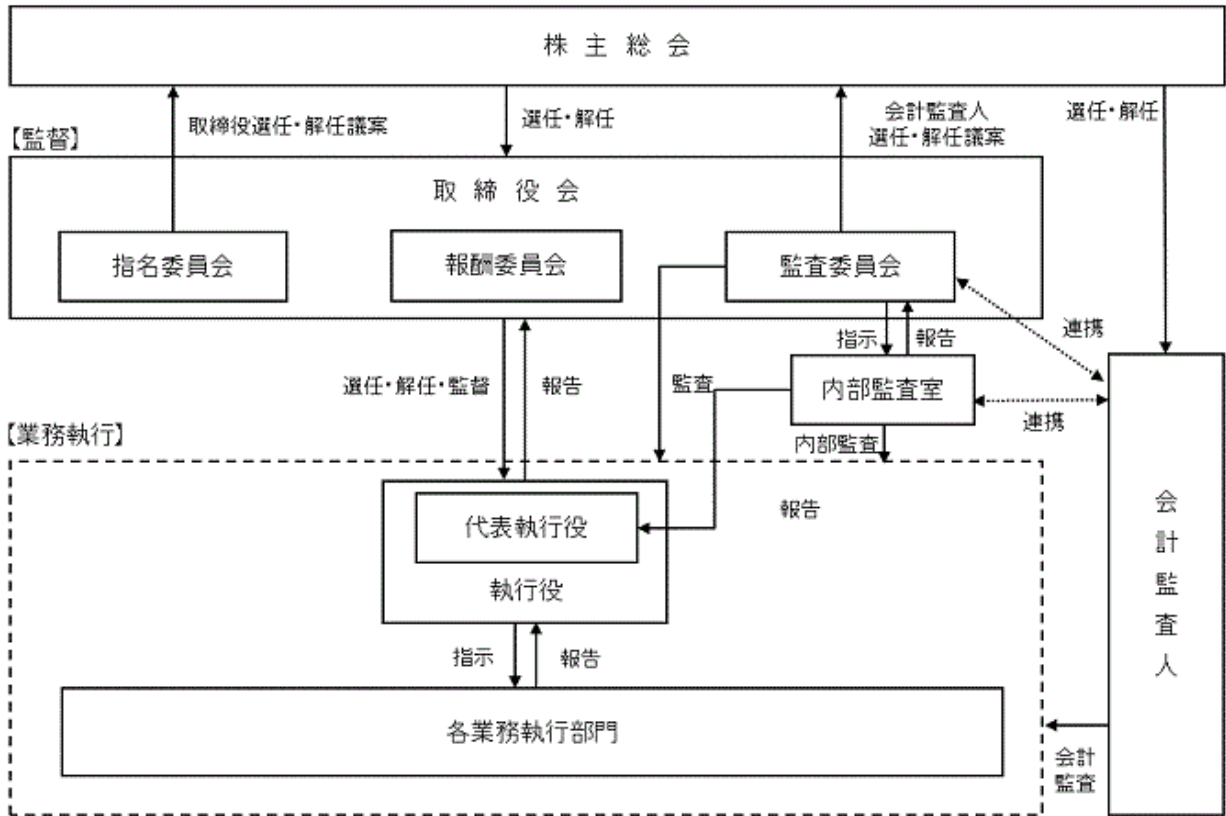 株主総会
取締役選任・解任議案
選任・解任
会計監査人
選任・解任議案
選任・解任
【監督】
取締役会
指名委員会
報酬委員会
監査委員会
指示
報告
連携
選任・解任・監督
報告
監査
内部監査室
連携
【業務執行】
内部監査
報告
代表執行役
執行役
会計監査人
指示
報告
各業務執行部門
会計
監査